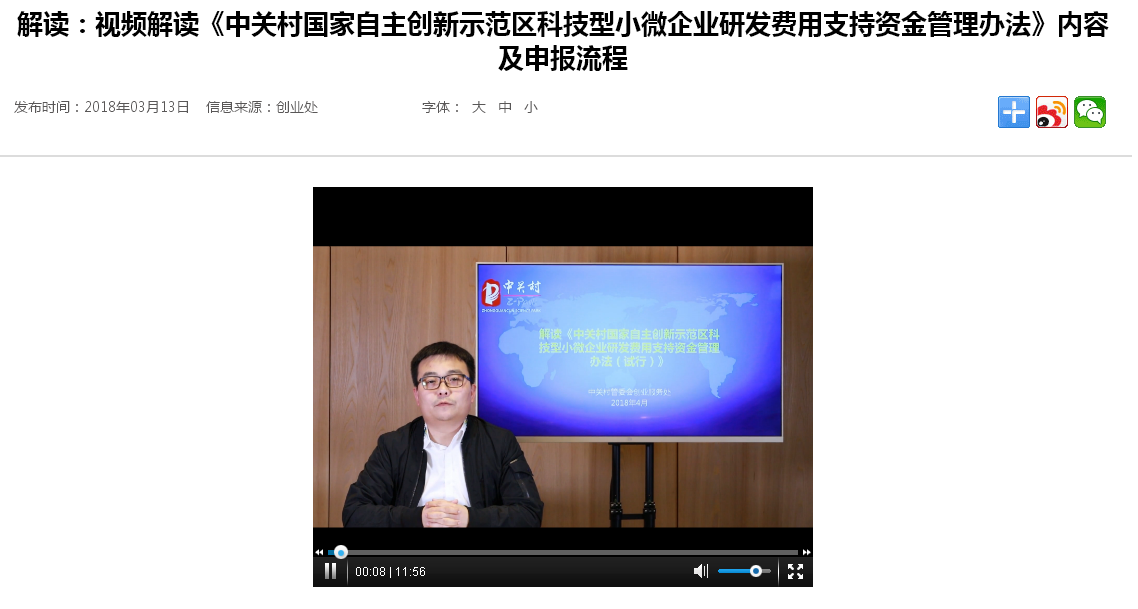 解读：视频解读《中关村国家自主创新示范区科技型小微企业研发费用支持资金管理办法》内容
及申报流程
发布时间：2018年03月13日 信息来源：创业处 字体： 大 中 小
中关村
解读《中关村国家自主创新示范区科
技型小微企业研发费用支持资金管理
办法（试行）》
2018年4月
00:08 | 11:56